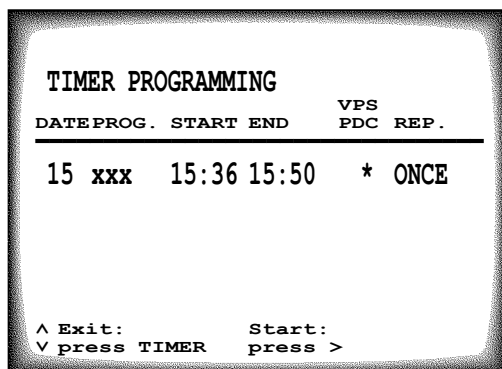 TIMER PROGRAMMING
VPS
DATE PROG. START END PDC REP.
15 xxx 15:36 15:50 * ONCE
^ Exit: Start:
v press TIMER press >